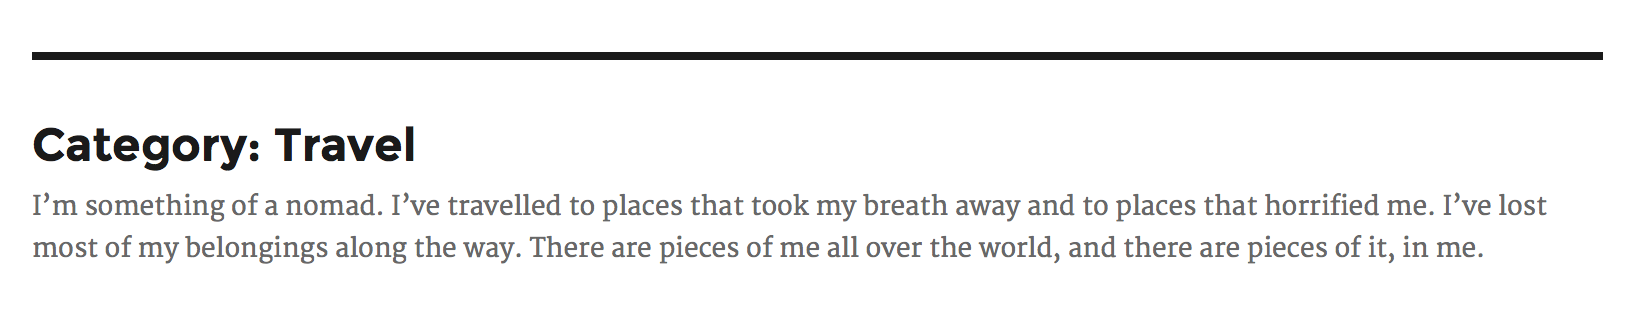 Category: Travel
I’m something of a nomad. I’ve travelled to places that took my breath away and to places that horrified me. I’ve lost
most of my belongings along the way. There are pieces of me all over the world, and there are pieces of it, in me.